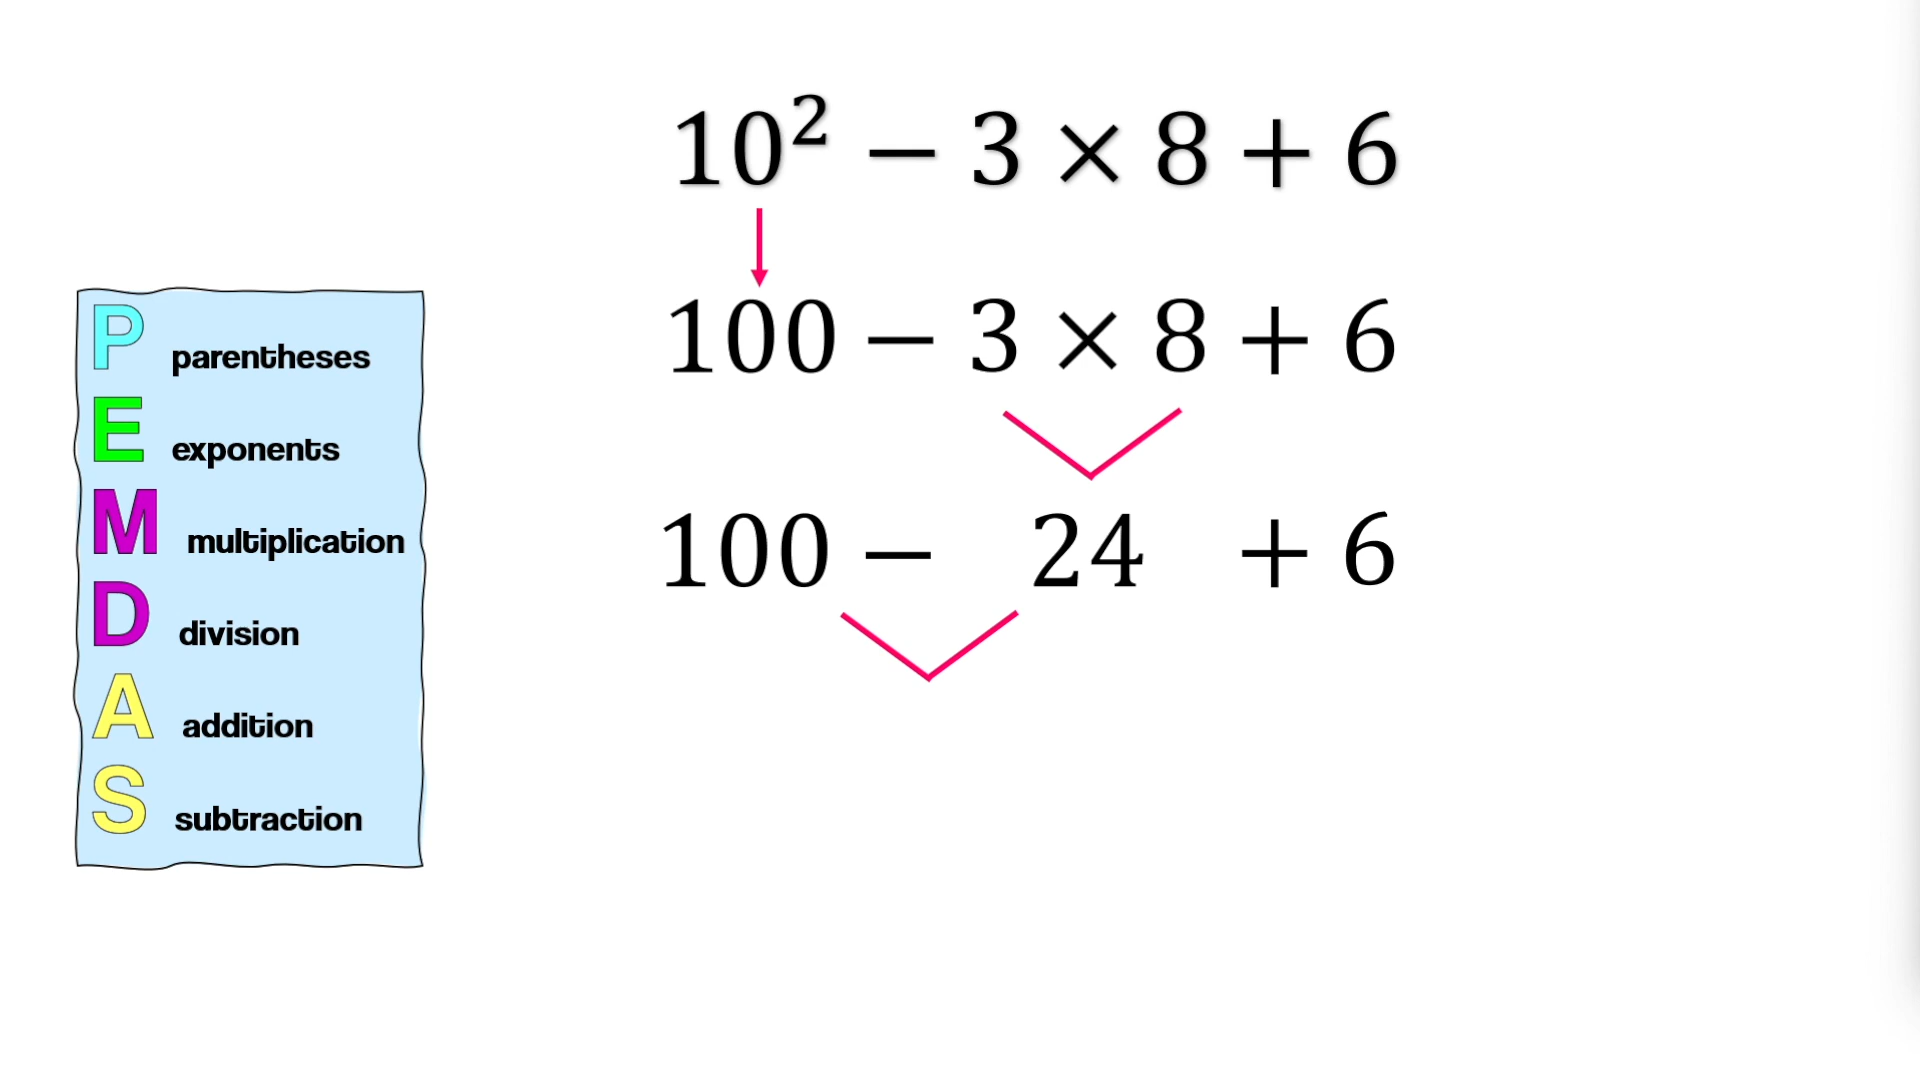 10² − 3 × 8 + 6
100 − 3 × 8 + 6
100 − 24 + 6
P parentheses
E exponents
M multiplication
D division
A addition
S subtraction